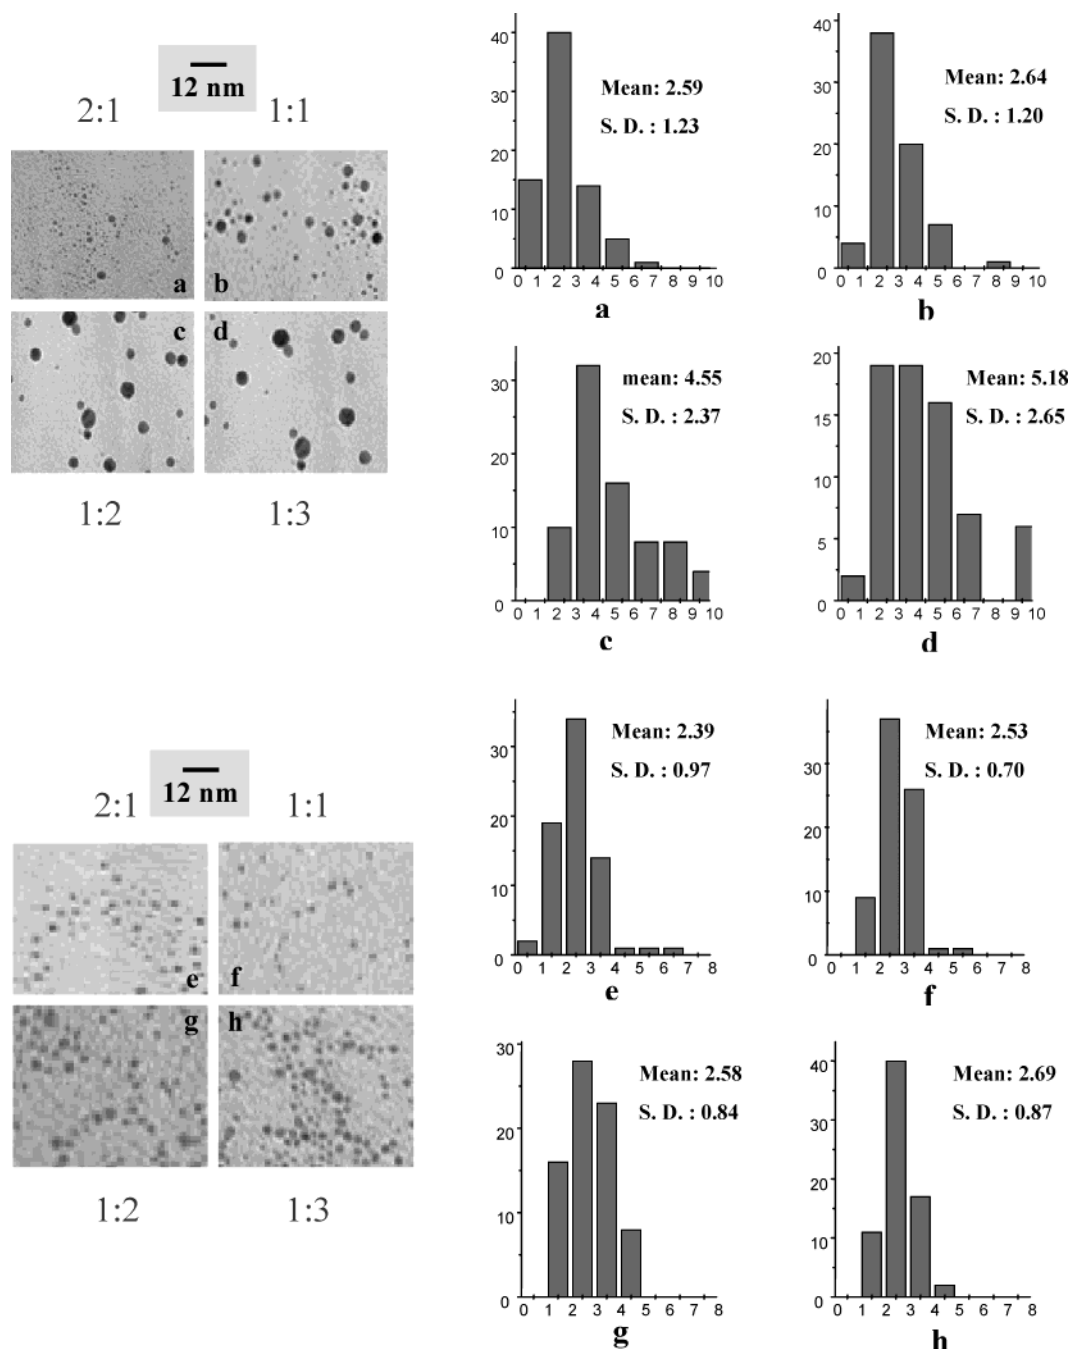 12 nm
2:1 1:1
a b
c d
1:2 1:3
40
30
20
10
0
0 1 2 3 4 5 6 7 8 9 10
Mean: 2.59
S. D. : 1.23
a
40
30
20
10
0
0 1 2 3 4 5 6 7 8 9 10
Mean: 2.64
S. D. : 1.20
b
30
20
10
0
0 1 2 3 4 5 6 7 8 9 10
mean: 4.55
S. D. : 2.37
c
20
15
10
5
0
0 1 2 3 4 5 6 7 8 9 10
Mean: 5.18
S. D. : 2.65
d
12 nm
2:1 1:1
e f
g h
1:2 1:3
30
20
10
0
0 1 2 3 4 5 6 7 8
Mean: 2.39
S. D. : 0.97
e
30
20
10
0
0 1 2 3 4 5 6 7 8
Mean: 2.53
S. D. : 0.70
f
30
20
10
0
0 1 2 3 4 5 6 7 8
Mean: 2.58
S. D. : 0.84
g
40
30
20
10
0
0 1 2 3 4 5 6 7 8
Mean: 2.69
S. D. : 0.87
h